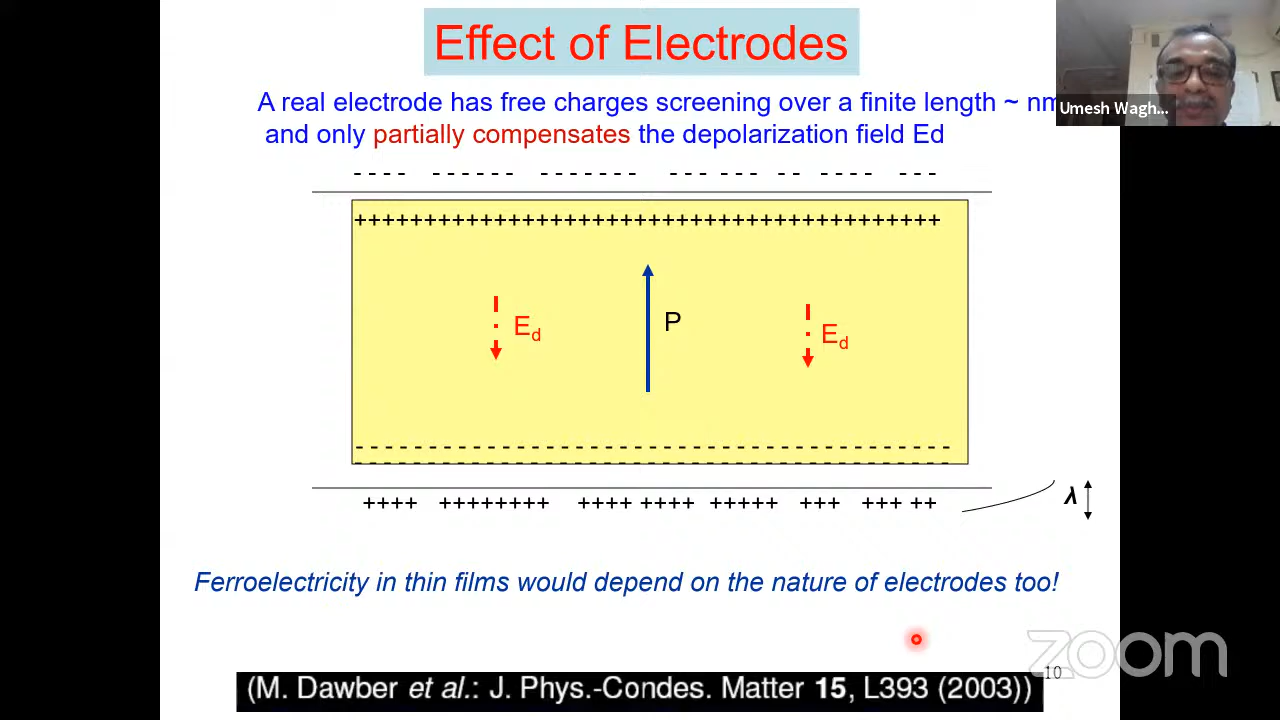 Effect of Electrodes
A real electrode has free charges screening over a finite length ~ nm
Umesh Wagh...
and only partially compensates the depolarization field Ed
---- ------ ------- --- --- -- ---- ---
++++++++++++++++++++++++++++++++++++++++++
P
Ed
Ed
- - - - - - - - - - - - - - - - - - - - - - - - - - - - - - - - -
- - - - - - - - - - - - - - - - - - - - - - - - - - - - - - - - -
++++ ++++++++ ++++ ++++ +++++ +++ +++ ++
λ
Ferroelectricity in thin films would depend on the nature of electrodes too!
zoom
10
(M. Dawber et al.: J. Phys.-Condes. Matter 15, L393 (2003))